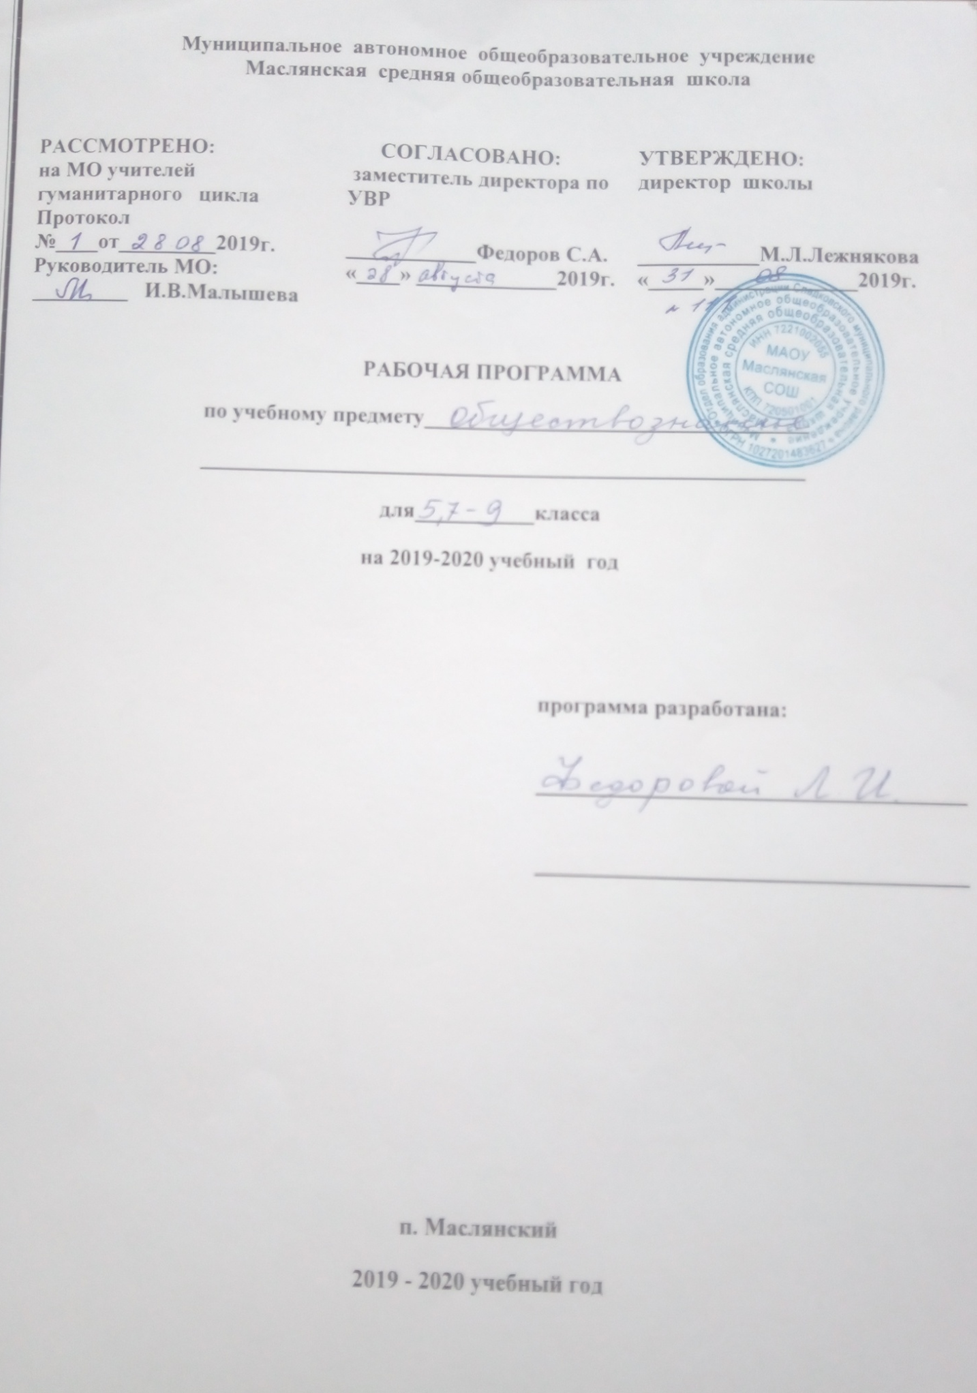 Муниципальное автономное общеобразовательное учреждение
Маслянская средняя общеобразовательная школа
РАССМОТРЕНО:
на МО учителей
гуманитарного цикла
Протокол
№ 1 от 28 08 2019г.
Руководитель МО:
И.В.Малышева
СОГЛАСОВАНО:
заместитель директора по
УВР
Федоров С.А.
«28» августа 2019г.
УТВЕРЖДЕНО:
директор школы
М.Л.Лежнякова
«31» 08 2019г.
МАОУ
Маслянская
СОШ
РАБОЧАЯ ПРОГРАММА
по учебному предмету обществознание
для 5,7-9 класса
на 2019-2020 учебный год
программа разработана:
Федоровой Л.И.
п. Маслянский
2019 - 2020 учебный год